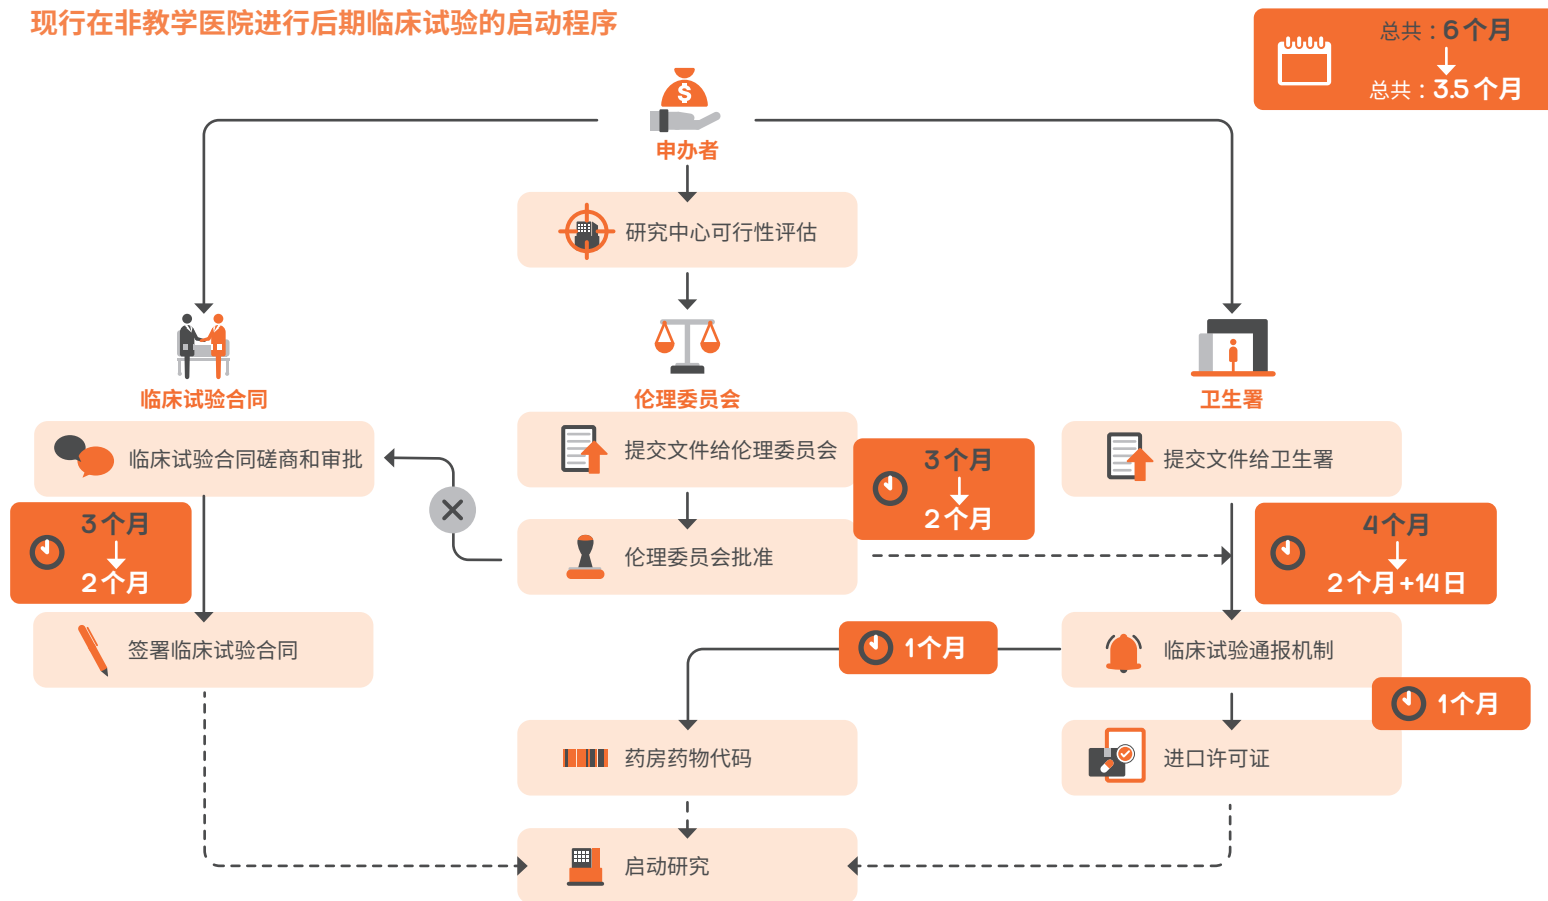 现行在非教学医院进行后期临床试验的启动程序
总共：6个月
总共：3.5个月
$
申办者
研究中心可行性评估
临床试验合同
伦理委员会
卫生署
临床试验合同磋商和审批
提交文件给伦理委员会
提交文件给卫生署
3个月
2个月
3个月
2个月
4个月
2个月+14日
伦理委员会批准
签署临床试验合同
1个月
临床试验通报机制
1个月
药房药物代码
进口许可证
启动研究